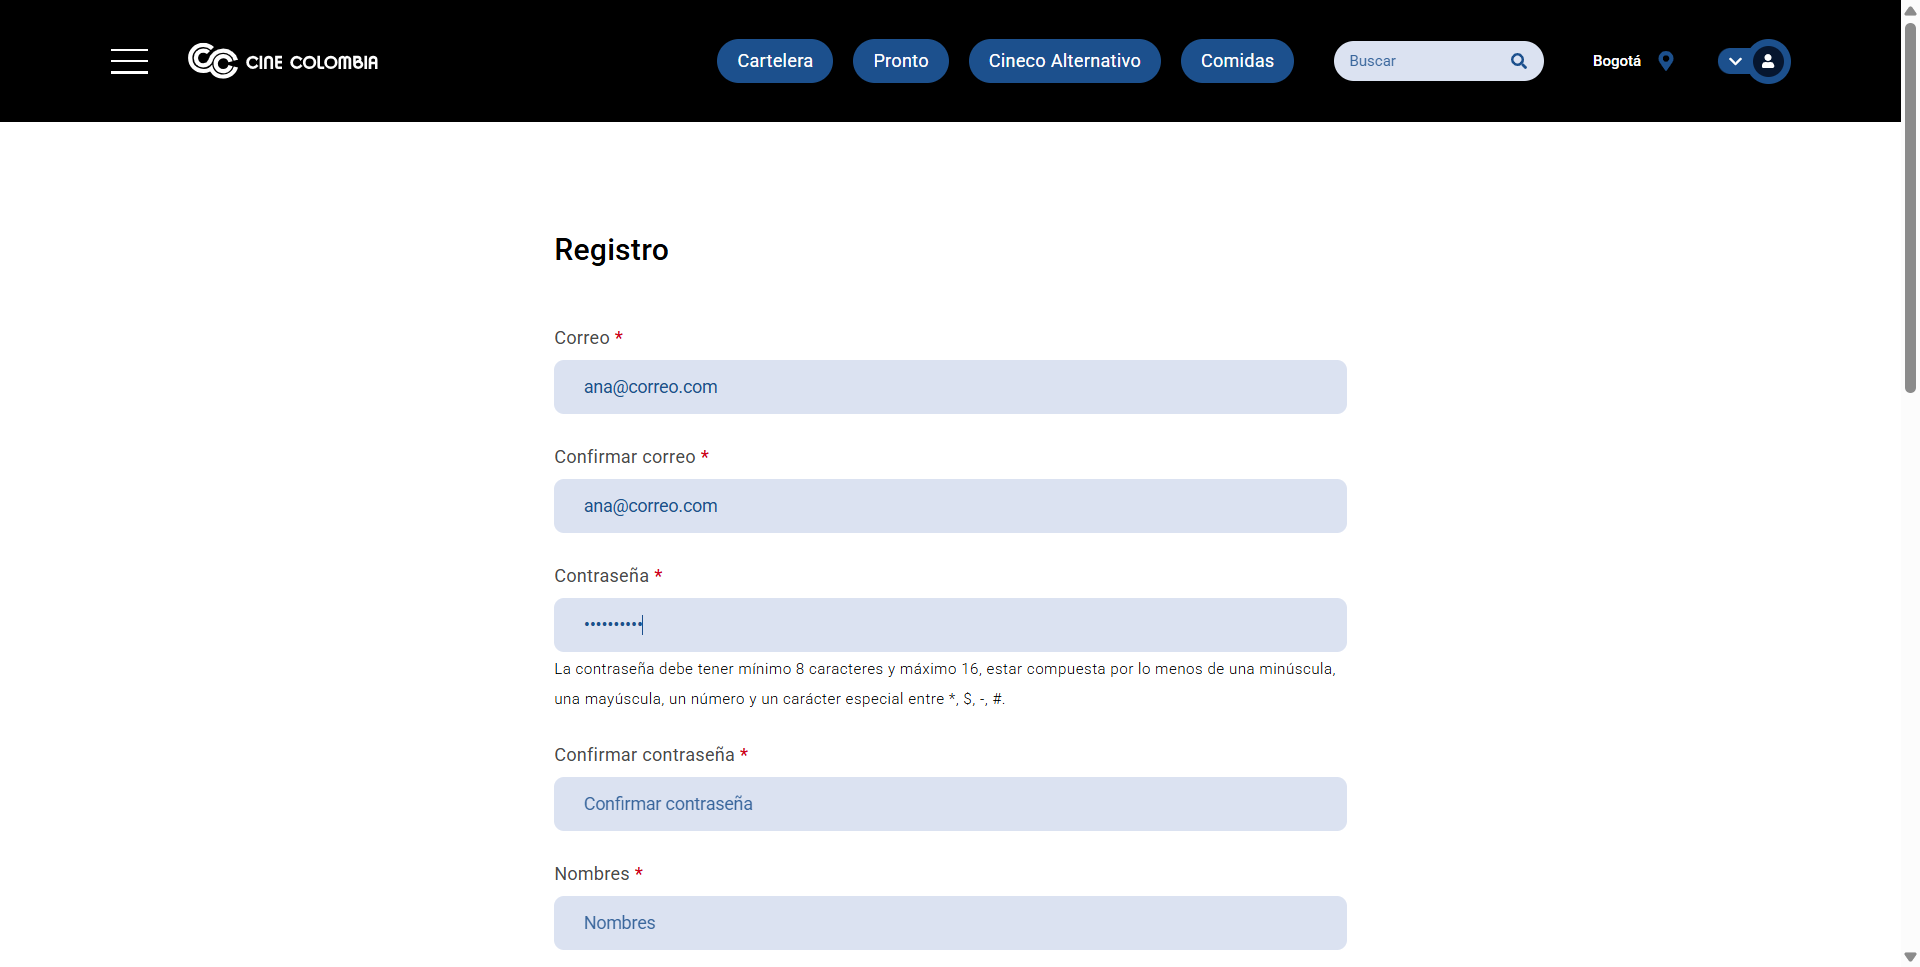 CINE COLOMBIA
Cartelera
Pronto
Cineco Alternativo
Comidas
Buscar
Bogotá
Registro
Correo *
ana@correo.com
Confirmar correo *
ana@correo.com
Contraseña *
••••••••••
La contraseña debe tener mínimo 8 caracteres y máximo 16, estar compuesta por lo menos de una minúscula,
una mayúscula, un número y un carácter especial entre *, $, -, #.
Confirmar contraseña *
Confirmar contraseña
Nombres *
Nombres